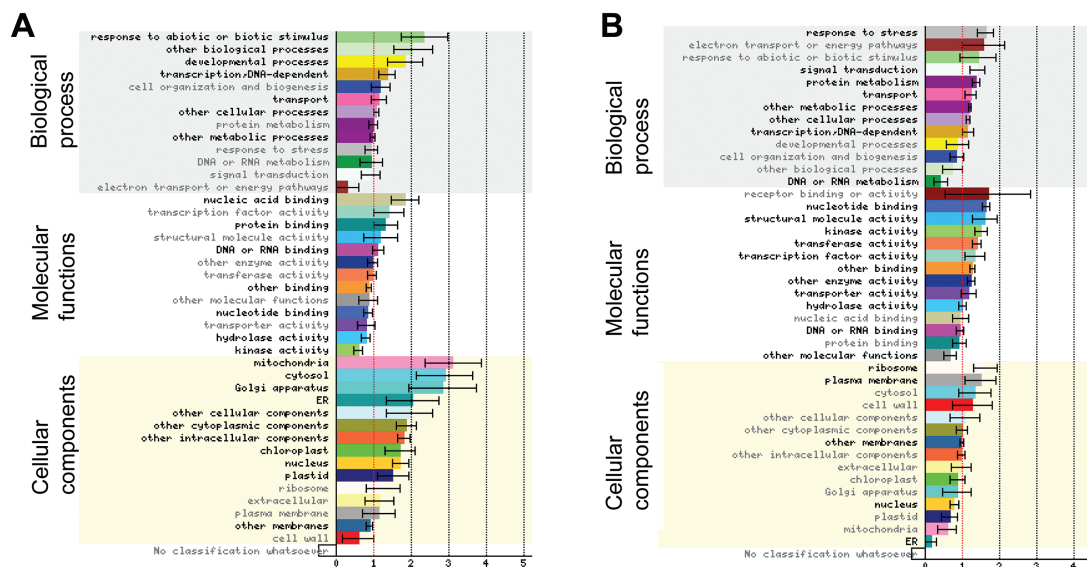 A
Biological
process
response to abiotic or biotic stimulus
other biological processes
developmental processes
transcription,DNA-dependent
cell organization and biogenesis
transport
other cellular processes
protein metabolism
other metabolic processes
response to stress
DNA or RNA metabolism
signal transduction
electron transport or energy pathways
Molecular
functions
nucleic acid binding
transcription factor activity
protein binding
structural molecule activity
DNA or RNA binding
other enzyme activity
transferase activity
other binding
other molecular functions
nucleotide binding
transporter activity
hydrolase activity
kinase activity
Cellular
components
mitochondria
cytosol
Golgi apparatus
ER
other cellular components
other cytoplasmic components
other intracellular components
chloroplast
nucleus
plastid
ribosome
extracellular
plasma membrane
other membranes
cell wall
No classification whatsoever
0 1 2 3 4 5
B
Biological
process
response to stress
electron transport or energy pathways
response to abiotic or biotic stimulus
signal transduction
protein metabolism
transport
other metabolic processes
other cellular processes
transcription,DNA-dependent
developmental processes
cell organization and biogenesis
other biological processes
DNA or RNA metabolism
Molecular
functions
receptor binding or activity
nucleotide binding
structural molecule activity
kinase activity
transferase activity
transcription factor activity
other binding
other enzyme activity
transporter activity
hydrolase activity
nucleic acid binding
DNA or RNA binding
protein binding
other molecular functions
Cellular
components
ribosome
plasma membrane
cytosol
cell wall
other cellular components
other cytoplasmic components
other membranes
other intracellular components
extracellular
chloroplast
Golgi apparatus
nucleus
plastid
mitochondria
ER
No classification whatsoever
0 1 2 3 4